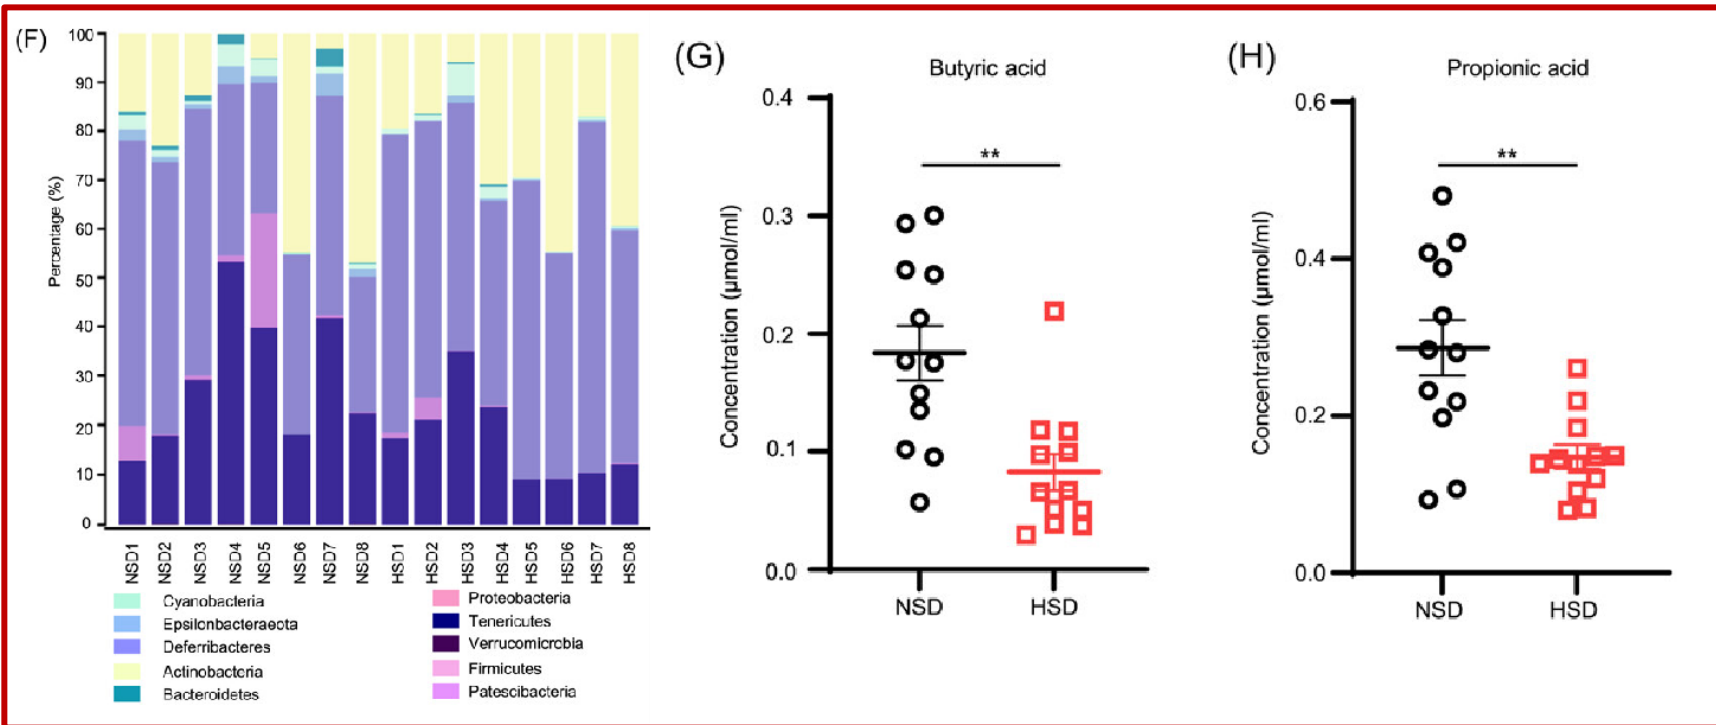 (F)
100
90
80
70
60
50
40
30
20
10
0
Percentage (%)
NSD1
NSD2
NSD3
NSD4
NSD5
NSD6
NSD7
NSD8
HSD1
HSD2
HSD3
HSD4
HSD5
HSD6
HSD7
HSD8
Cyanobacteria
Epsilonbacteraeota
Deferribacteres
Actinobacteria
Bacteroidetes
Proteobacteria
Tenericutes
Verrucomicrobia
Firmicutes
Patescibacteria
(G)
Butyric acid
0.4
0.3
0.2
0.1
0.0
Concentration (μmol/ml)
**
NSD
HSD
(H)
Propionic acid
0.6
0.4
0.2
0.0
Concentration (μmol/ml)
**
NSD
HSD